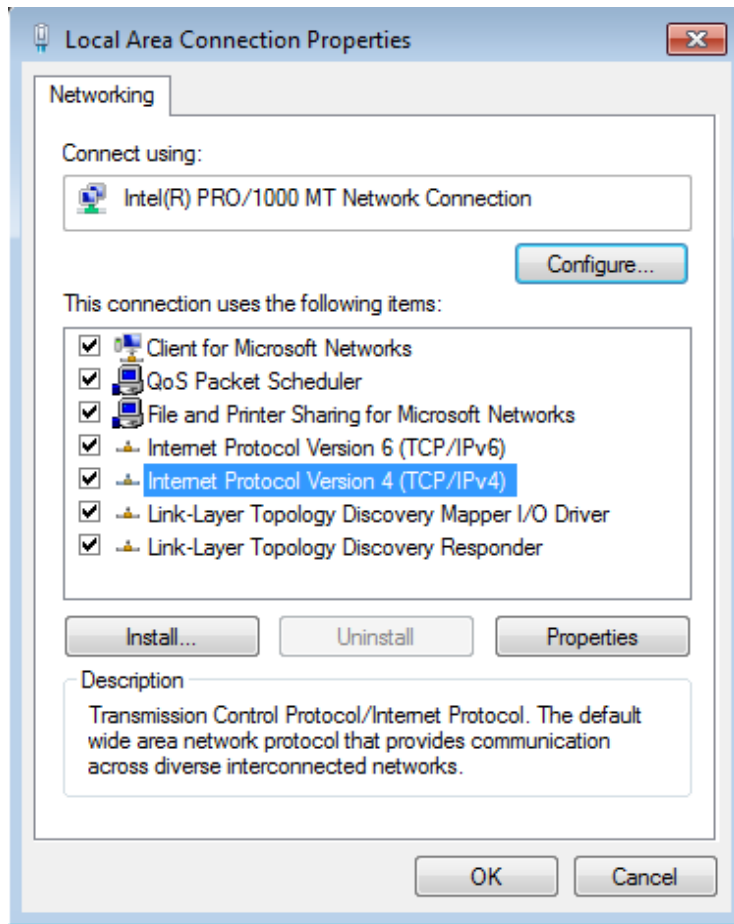 Local Area Connection Properties
Networking
Connect using:
Intel(R) PRO/1000 MT Network Connection
Configure...
This connection uses the following items:
Client for Microsoft Networks
QoS Packet Scheduler
File and Printer Sharing for Microsoft Networks
Internet Protocol Version 6 (TCP/IPv6)
Internet Protocol Version 4 (TCP/IPv4)
Link-Layer Topology Discovery Mapper I/O Driver
Link-Layer Topology Discovery Responder
Install... Uninstall Properties
Description
Transmission Control Protocol/Internet Protocol. The default
wide area network protocol that provides communication
across diverse interconnected networks.
OK Cancel